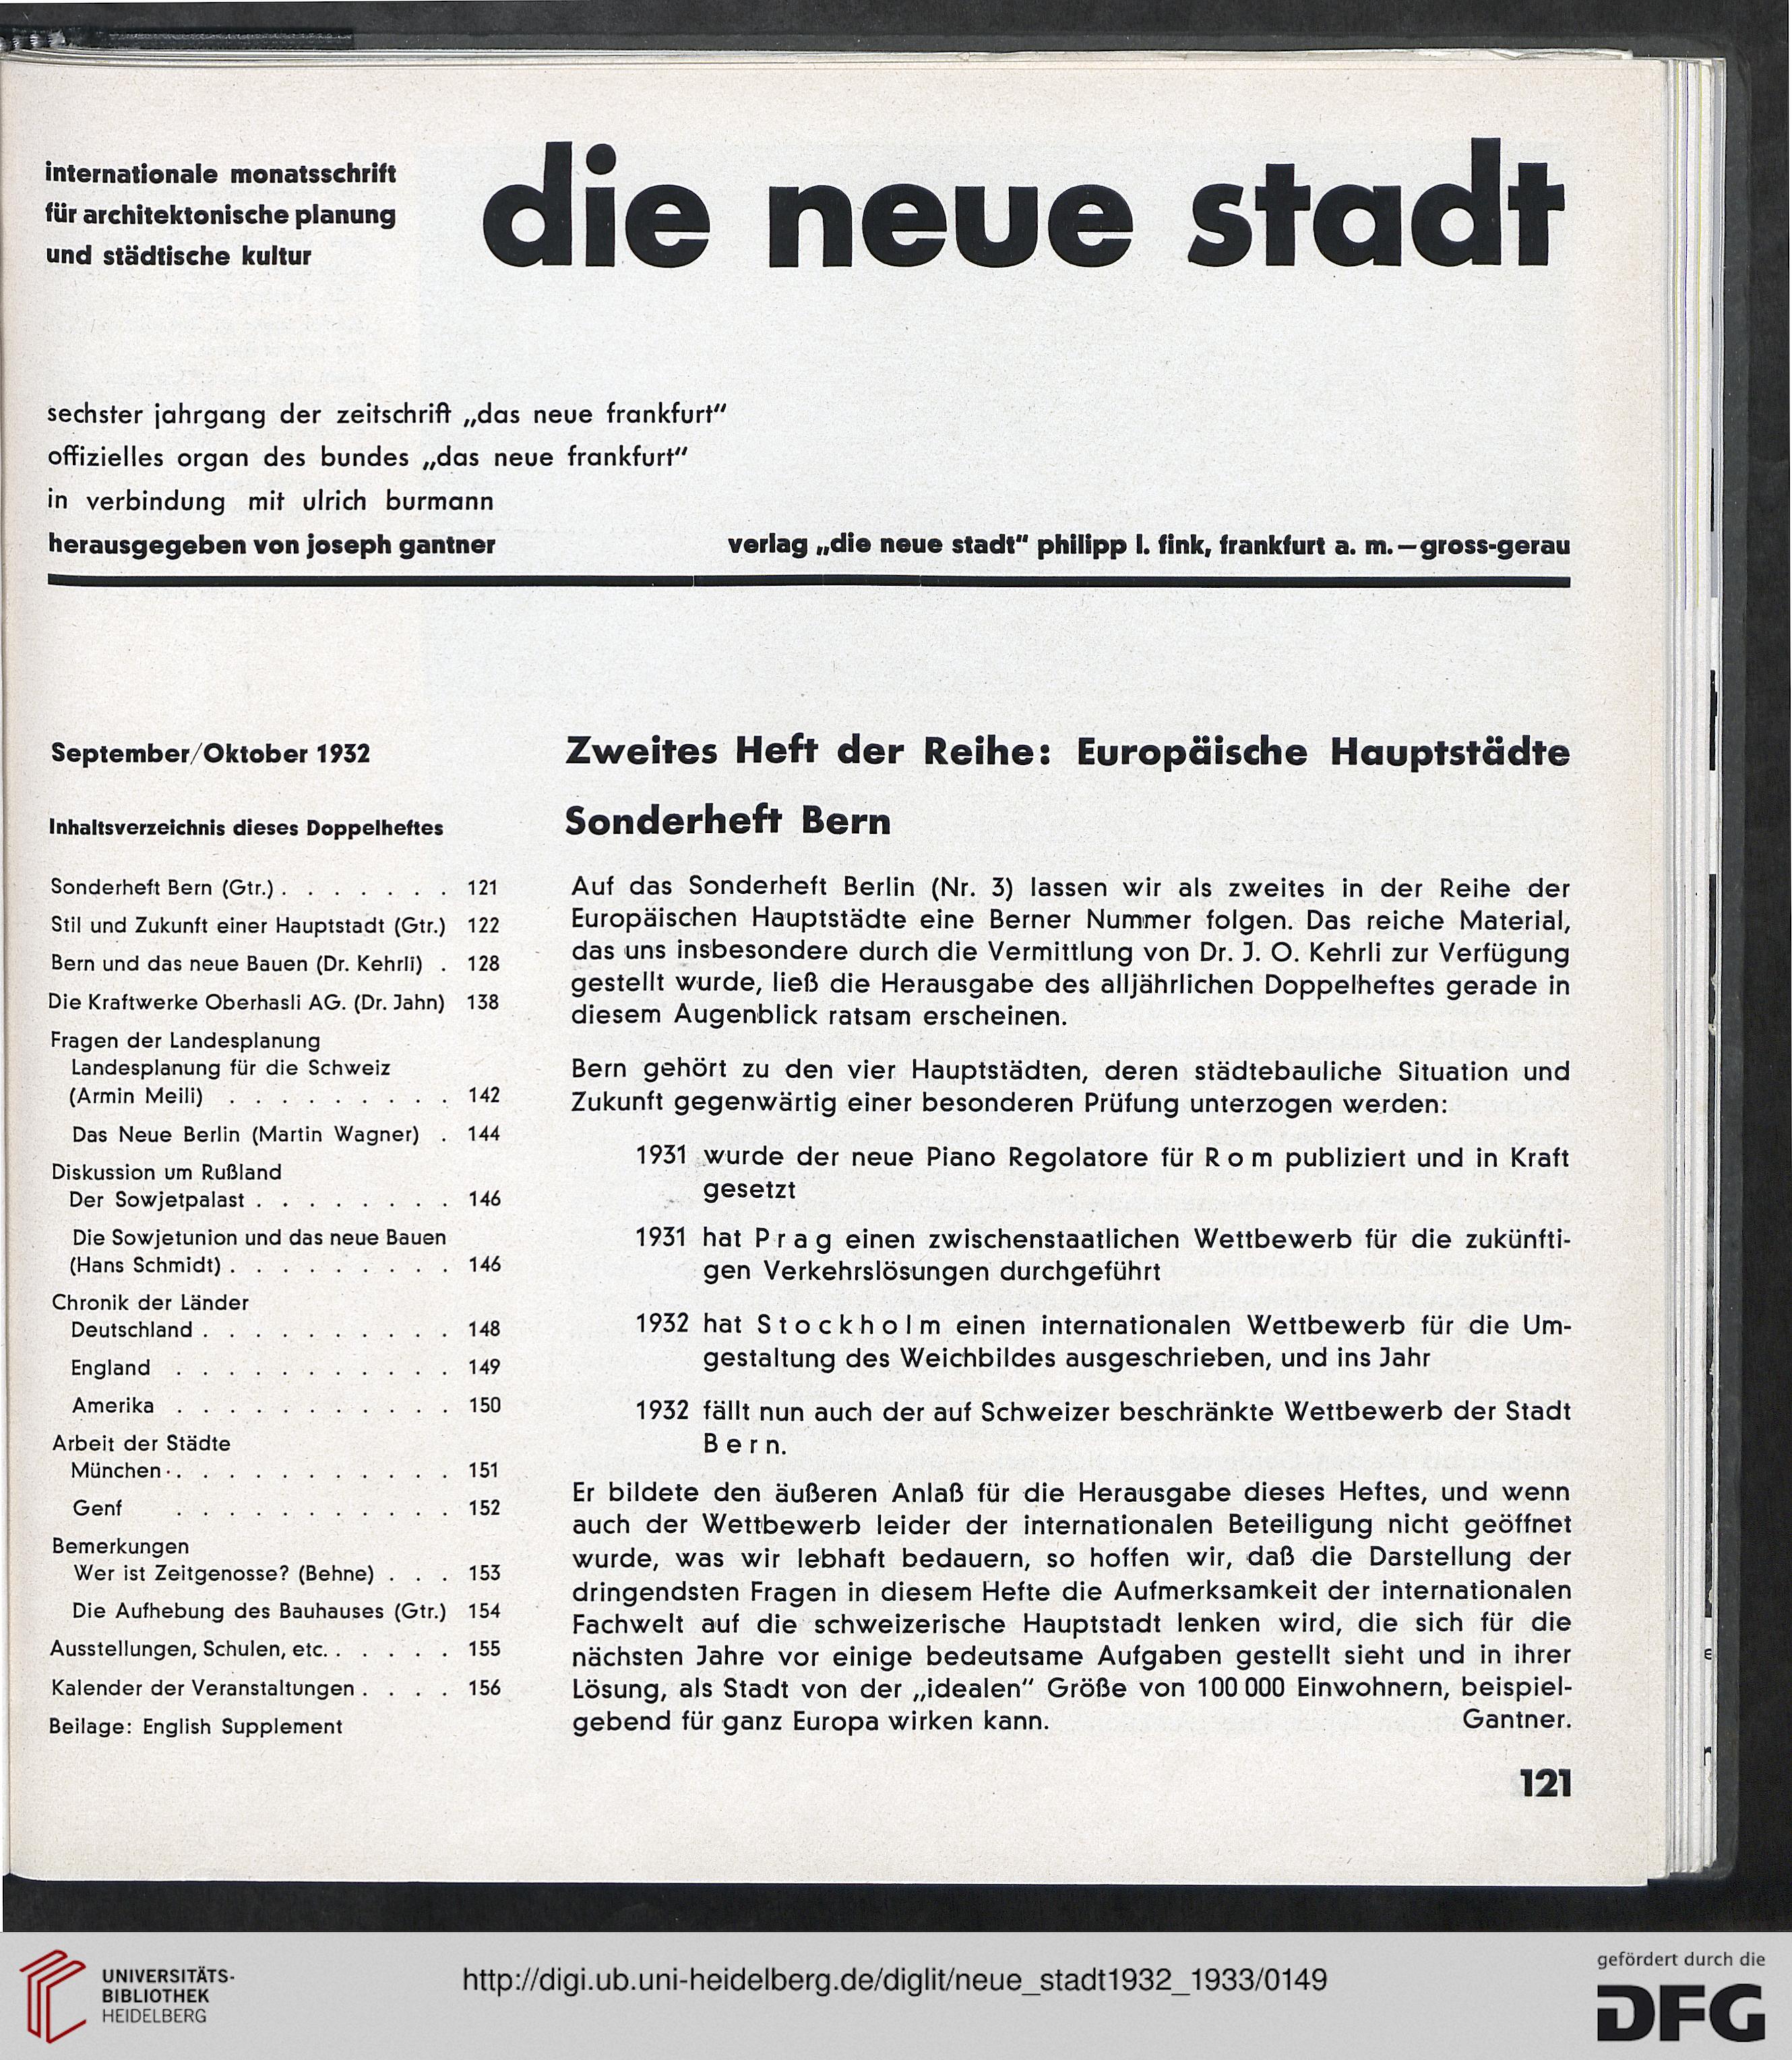 internationale monatsschrift
für architektonische planung
und städtische kultur
die neue stadt
sechster jahrgang der zeitschrift „das neue frankfurt“
offizielles organ des bundes „das neue frankfurt“
in verbindung mit ulrich burmann
herausgegeben von joseph gantner
verlag „die neue stadt“ philipp l. fink, frankfurt a. m. — gross-gerau
September/Oktober 1932
Inhaltsverzeichnis dieses Doppelheftes
Sonderheft Bern (Gtr.) . . . . . . . 121
Stil und Zukunft einer Hauptstadt (Gtr.) 122
Bern und das neue Bauen (Dr. Kehrli) . 128
Die Kraftwerke Oberhasli AG. (Dr. Jahn) 138
Fragen der Landesplanung
Landesplanung für die Schweiz
(Armin Meili) . . . . . . . . . 142
Das Neue Berlin (Martin Wagner) . 144
Diskussion um Rußland
Der Sowjetpalast . . . . . . . . 146
Die Sowjetunion und das neue Bauen
(Hans Schmidt) . . . . . . . . . 146
Chronik der Länder
Deutschland . . . . . . . . . . 148
England . . . . . . . . . . . 149
Amerika . . . . . . . . . . . 150
Arbeit der Städte
München . . . . . . . . . . . 151
Genf . . . . . . . . . . . 152
Bemerkungen
Wer ist Zeitgenosse? (Behne) . . . 153
Die Aufhebung des Bauhauses (Gtr.) 154
Ausstellungen, Schulen, etc. . . . . . 155
Kalender der Veranstaltungen . . . . 156
Beilage: English Supplement
Zweites Heft der Reihe: Europäische Hauptstädte
Sonderheft Bern
Auf das Sonderheft Berlin (Nr. 3) lassen wir als zweites in der Reihe der
Europäischen Hauptstädte eine Berner Nummer folgen. Das reiche Material,
das uns insbesondere durch die Vermittlung von Dr. J. O. Kehrli zur Verfügung
gestellt wurde, ließ die Herausgabe des alljährlichen Doppelheftes gerade in
diesem Augenblick ratsam erscheinen.
Bern gehört zu den vier Hauptstädten, deren städtebauliche Situation und
Zukunft gegenwärtig einer besonderen Prüfung unterzogen werden:
1931 wurde der neue Piano Regolatore für Rom publiziert und in Kraft
gesetzt
1931 hat Prag einen zwischenstaatlichen Wettbewerb für die zukünfti-
gen Verkehrslösungen durchgeführt
1932 hat Stockholm einen internationalen Wettbewerb für die Um-
gestaltung des Weichbildes ausgeschrieben, und ins Jahr
1932 fällt nun auch der auf Schweizer beschränkte Wettbewerb der Stadt
Bern.
Er bildete den äußeren Anlaß für die Herausgabe dieses Heftes, und wenn
auch der Wettbewerb leider der internationalen Beteiligung nicht geöffnet
wurde, was wir lebhaft bedauern, so hoffen wir, daß die Darstellung der
dringendsten Fragen in diesem Hefte die Aufmerksamkeit der internationalen
Fachwelt auf die schweizerische Hauptstadt lenken wird, die sich für die
nächsten Jahre vor einige bedeutsame Aufgaben gestellt sieht und in ihrer
Lösung, als Stadt von der „idealen“ Größe von 100 000 Einwohnern, beispiel-
gebend für ganz Europa wirken kann. Gantner.
121
UNIVERSITÄTS-
BIBLIOTHEK
HEIDELBERG
http://digi.ub.uni-heidelberg.de/diglit/neue_stadt1932_1933/0149
gefördert durch die
DFG